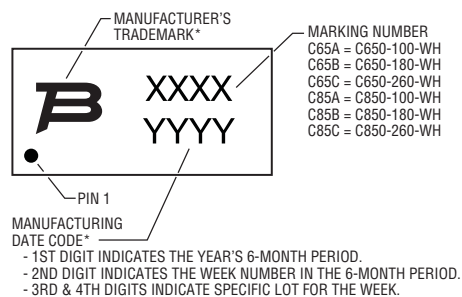 MANUFACTURER'S
TRADEMARK*
MARKING NUMBER
C65A = C650-100-WH
C65B = C650-180-WH
C65C = C650-260-WH
C85A = C850-100-WH
C85B = C850-180-WH
C85C = C850-260-WH
XXXX
YYYY
PIN 1
MANUFACTURING
DATE CODE*
- 1ST DIGIT INDICATES THE YEAR'S 6-MONTH PERIOD.
- 2ND DIGIT INDICATES THE WEEK NUMBER IN THE 6-MONTH PERIOD.
- 3RD & 4TH DIGITS INDICATE SPECIFIC LOT FOR THE WEEK.